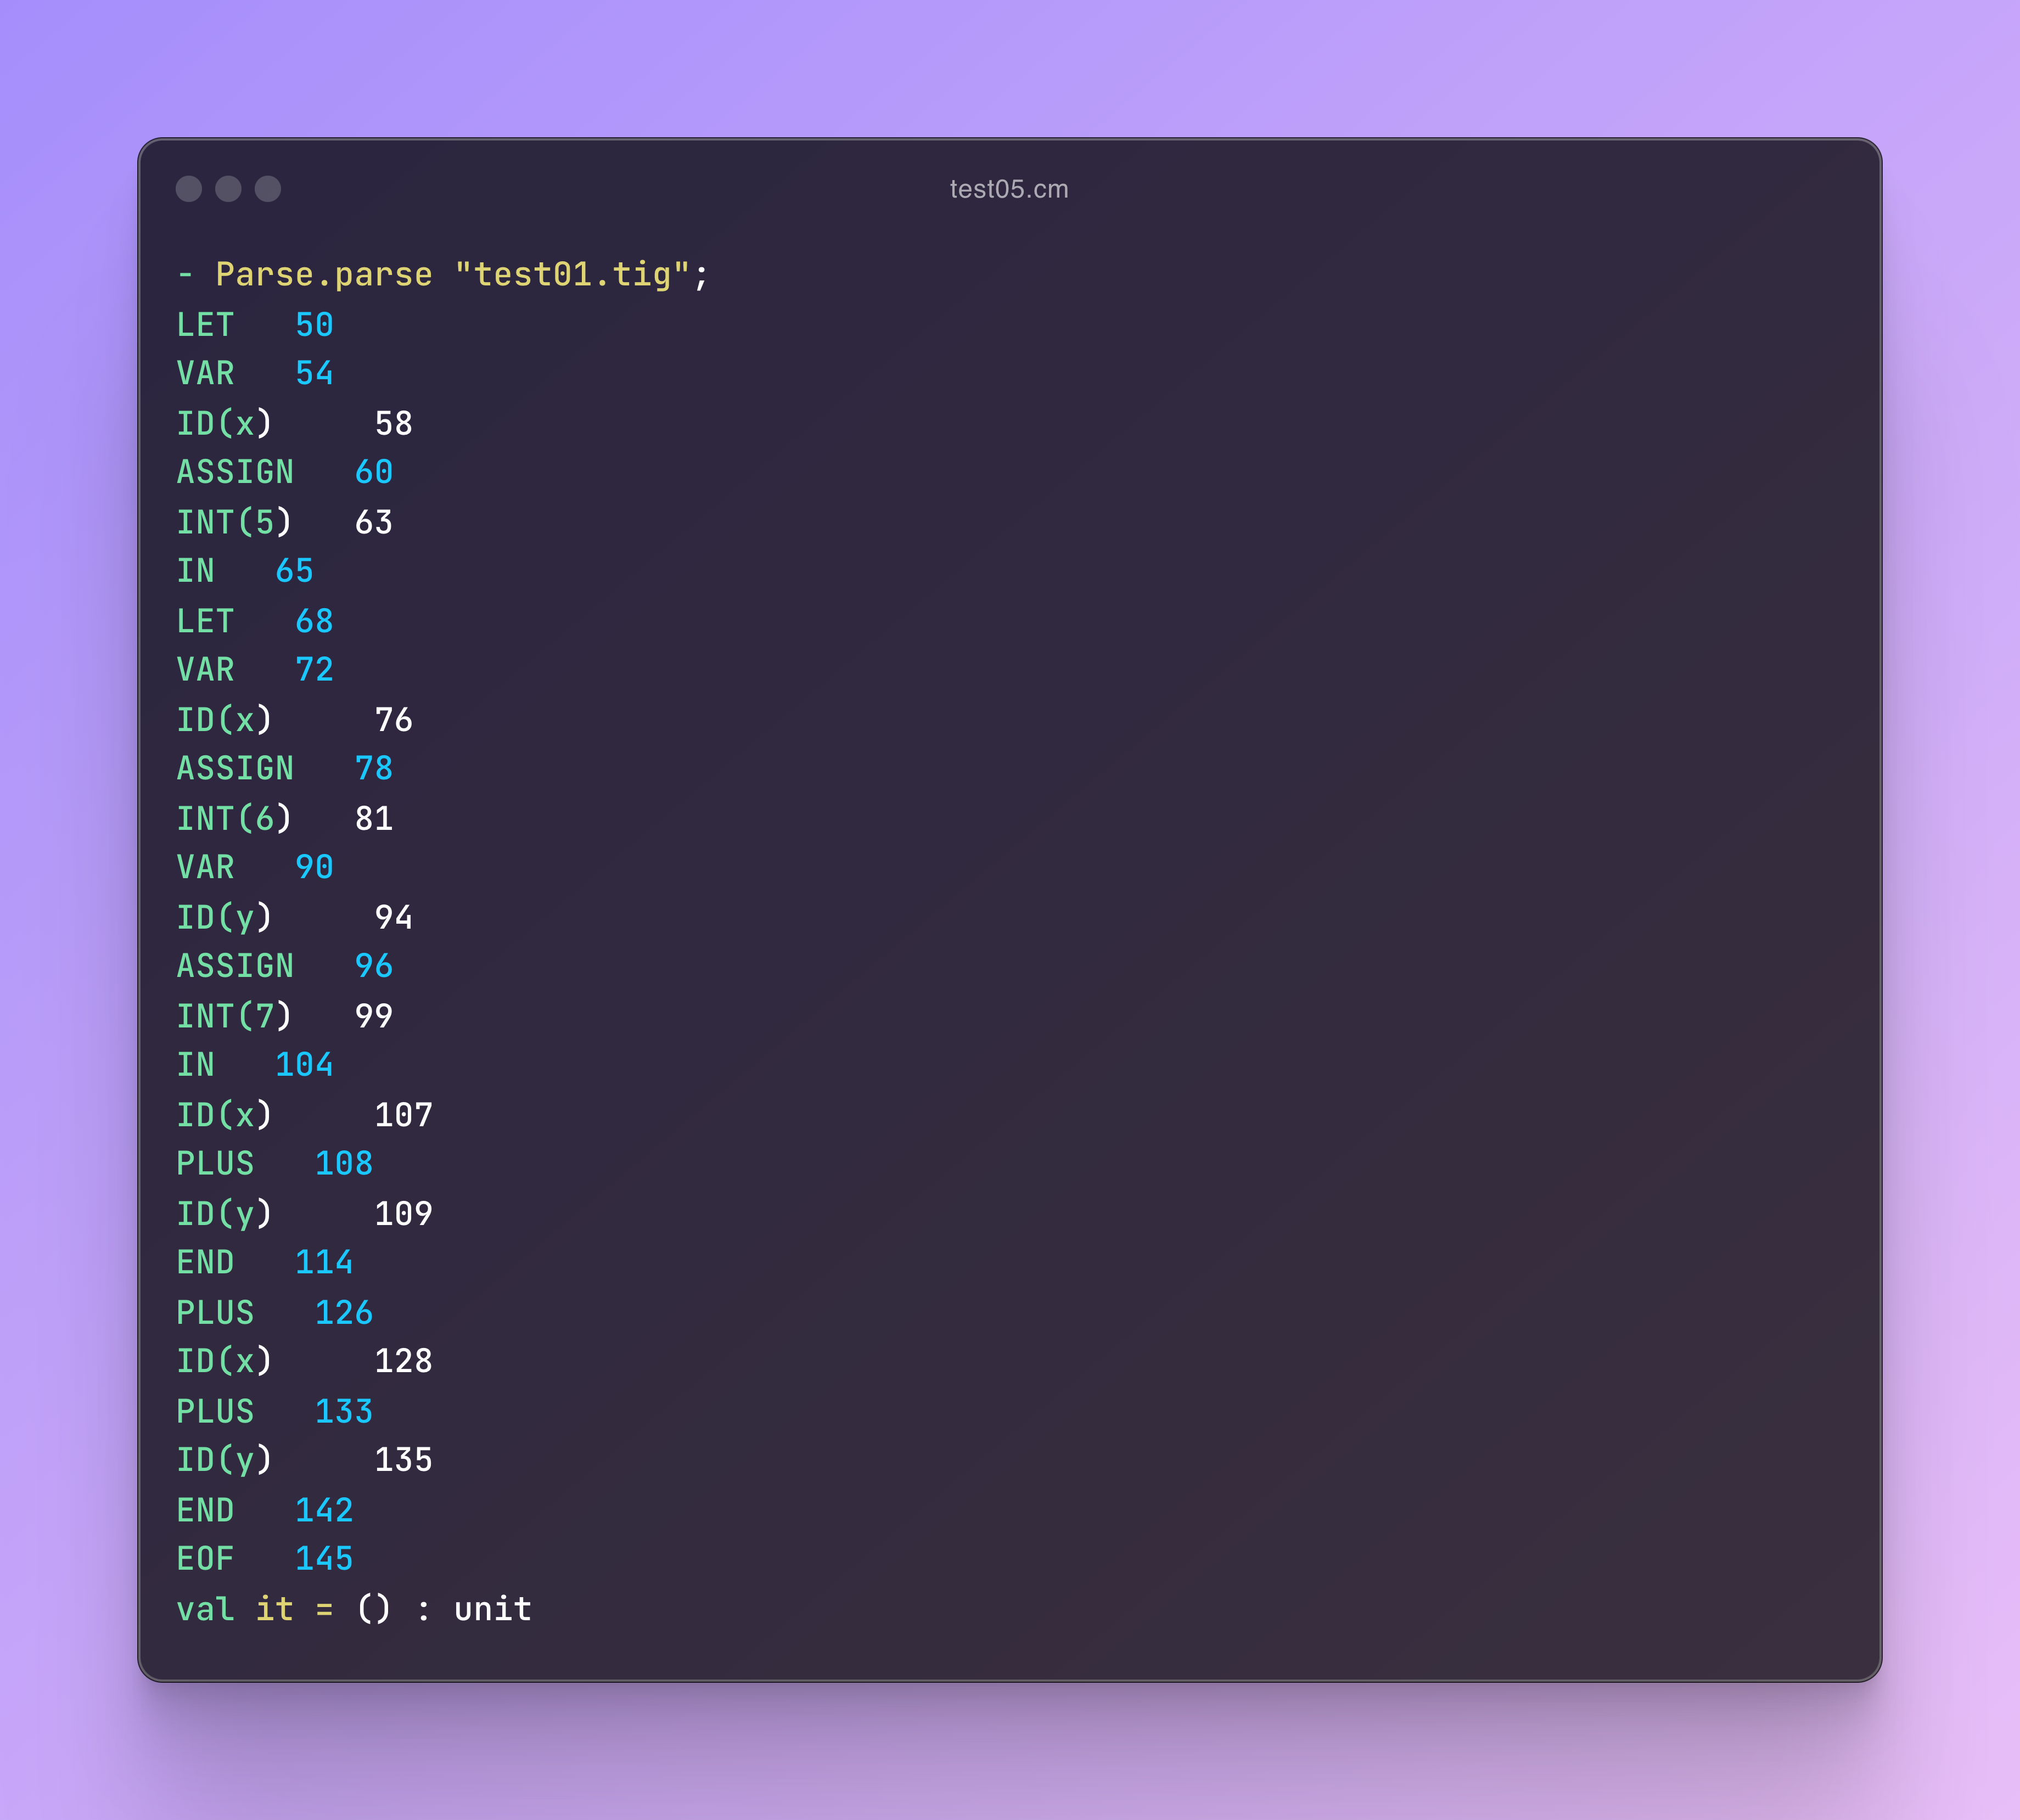 test05.cm
- Parse.parse "test01.tig";
LET   50
VAR   54
ID(x)     58
ASSIGN   60
INT(5)   63
IN   65
LET   68
VAR   72
ID(x)     76
ASSIGN   78
INT(6)   81
VAR   90
ID(y)     94
ASSIGN   96
INT(7)   99
IN   104
ID(x)     107
PLUS   108
ID(y)     109
END   114
PLUS   126
ID(x)     128
PLUS   133
ID(y)     135
END   142
EOF   145
val it = () : unit